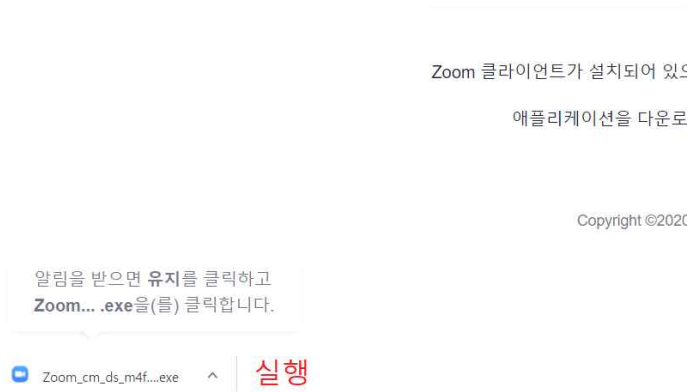 Zoom 클라이언트가 설치되어 있으
애플리케이션을 다운로
Copyright ©2020
알림을 받으면 유지를 클릭하고
Zoom... .exe을(를) 클릭합니다.
Zoom_cm_ds_m4f....exe
실행